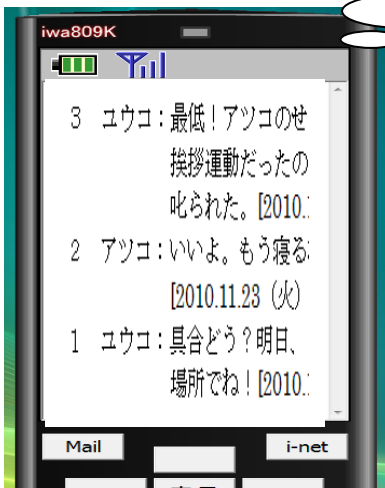 iwa809K
3 ユウコ：最低！アツコのせ
挨拶運動だったの
叱られた。[2010.
2 アツコ：いいよ。もう寝る
[2010.11.23（火）
1 ユウコ：具合どう？明日、
場所でね！[2010.
Mail
i-net